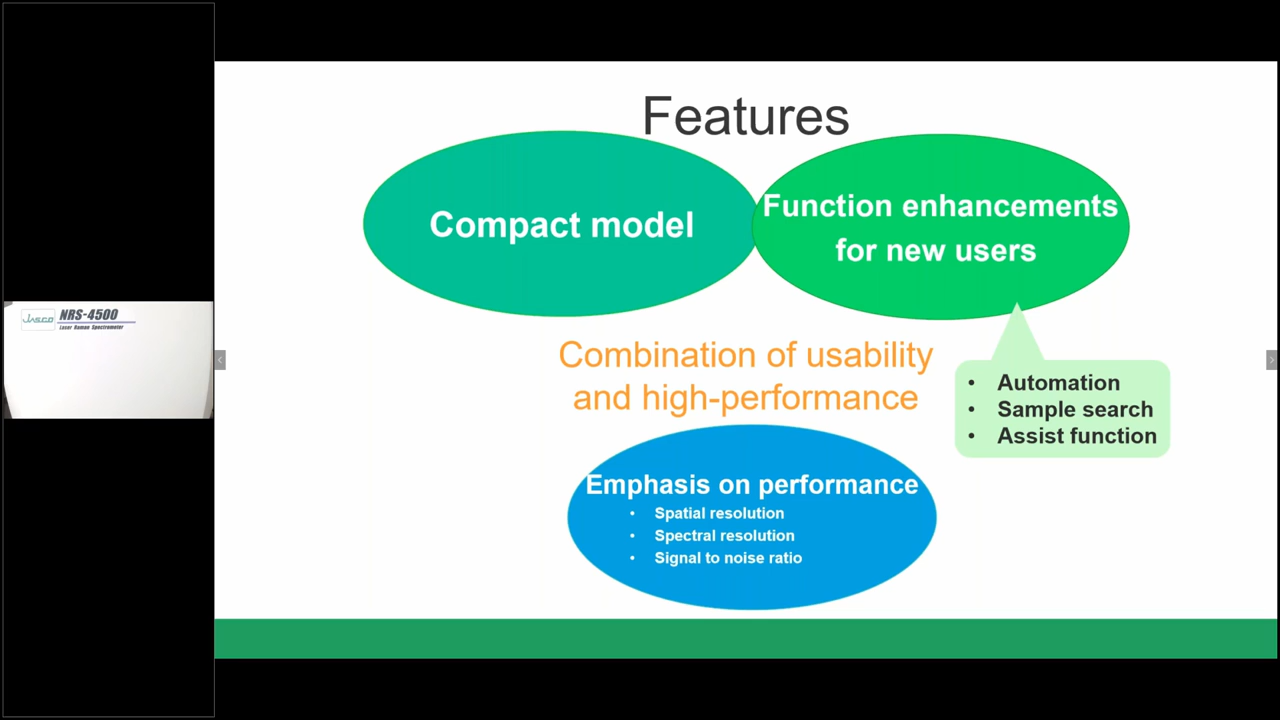 Features
Compact model
Function enhancements
for new users
Combination of usability
and high-performance
• Automation
• Sample search
• Assist function
Emphasis on performance
• Spatial resolution
• Spectral resolution
• Signal to noise ratio
Jasco
NRS-4500
Laser Raman Spectrometer